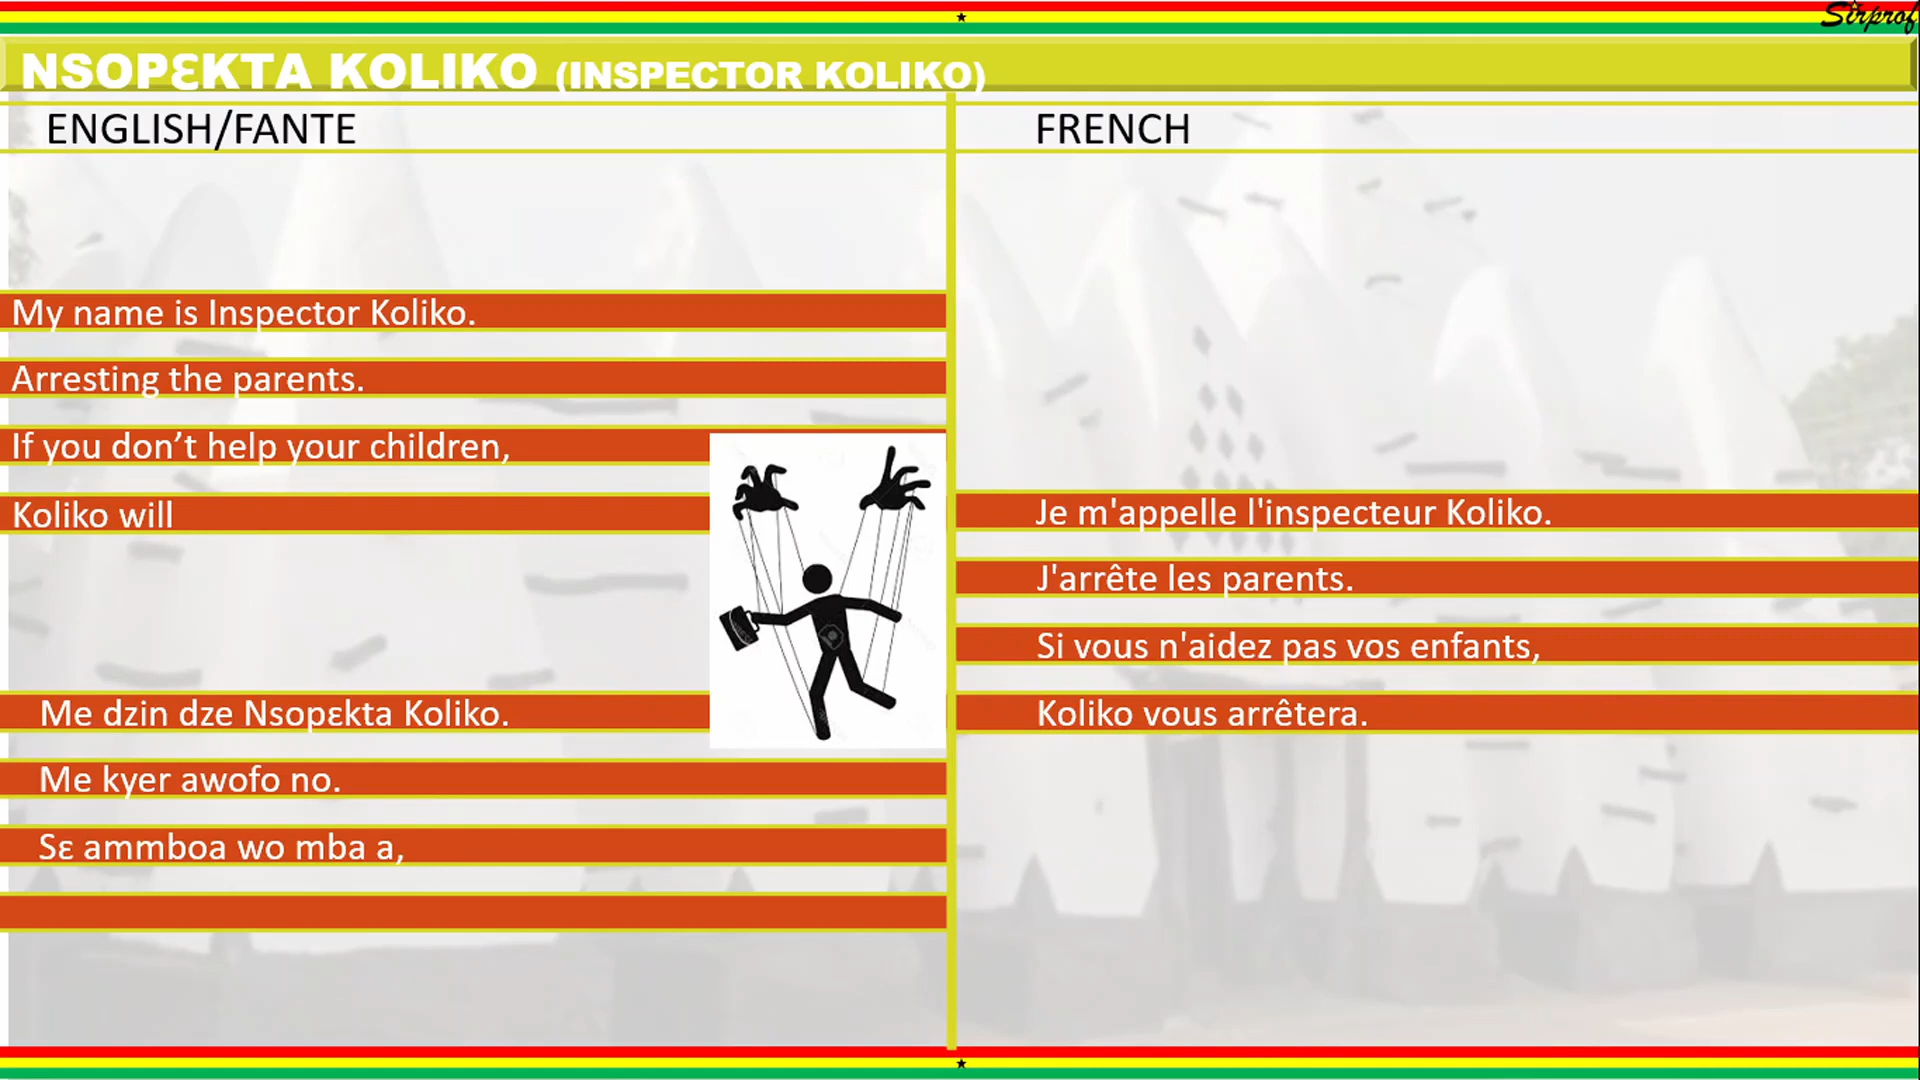 Sirprof
NSOPƐKTA KOLIKO (INSPECTOR KOLIKO)
ENGLISH/FANTE
My name is Inspector Koliko.
Arresting the parents.
If you don’t help your children,
Koliko will
Me dzin dze Nsopɛkta Koliko.
Me kyer awofo no.
Sɛ ammboa wo mba a,
FRENCH
Je m'appelle l'inspecteur Koliko.
J'arrête les parents.
Si vous n'aidez pas vos enfants,
Koliko vous arrêtera.